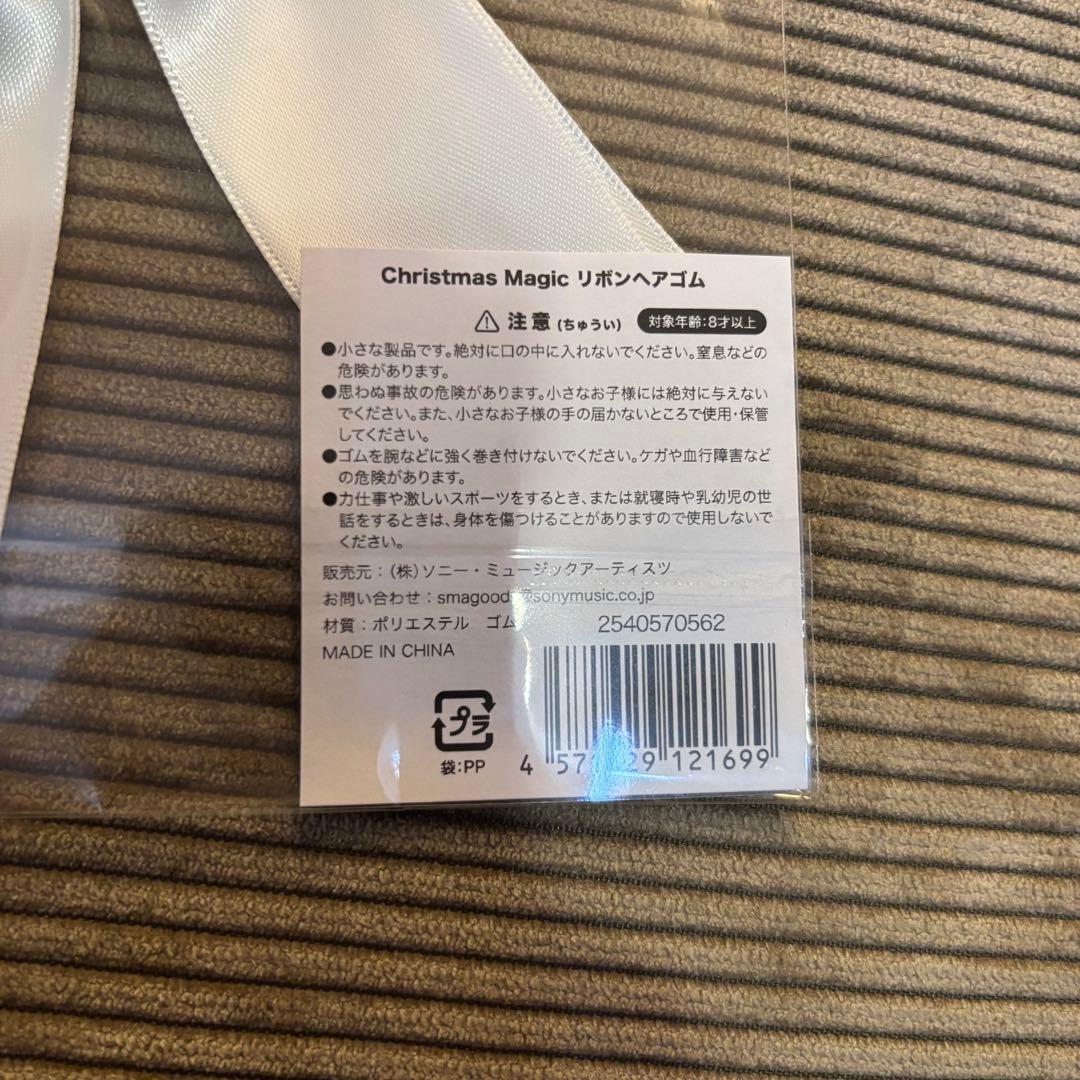 Christmas Magic リボンヘアゴム
注意 (ちゅうい) 対象年齢:8才以上
●小さな製品です。絶対に口の中に入れないでください。窒息などの
危険があります。
●思わぬ事故の危険があります。小さなお子様には絶対に与えない
でください。また、小さなお子様の手の届かないところで使用・保管
してください。
●ゴムを腕などに強く巻き付けないでください。ケガや血行障害など
の危険があります。
●力仕事や激しいスポーツをするとき、または就寝時や乳幼児の世
話をするときは、身体を傷つけることがありますので使用しないで
ください。
販売元:(株)ソニー・ミュージックアーティスツ
お問い合わせ:smagoods@sonymusic.co.jp
材質:ポリエステル ゴム
2540570562
MADE IN CHINA
プラ
袋:PP
4 121699